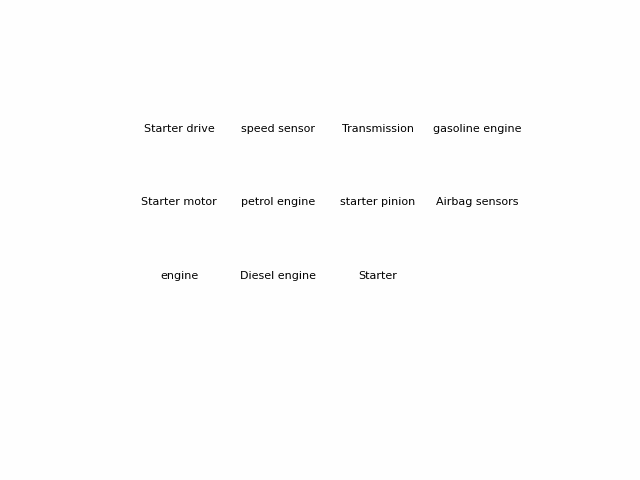 Starter drive speed sensor Transmission gasoline engine
Starter motor petrol engine starter pinion Airbag sensors
engine Diesel engine Starter